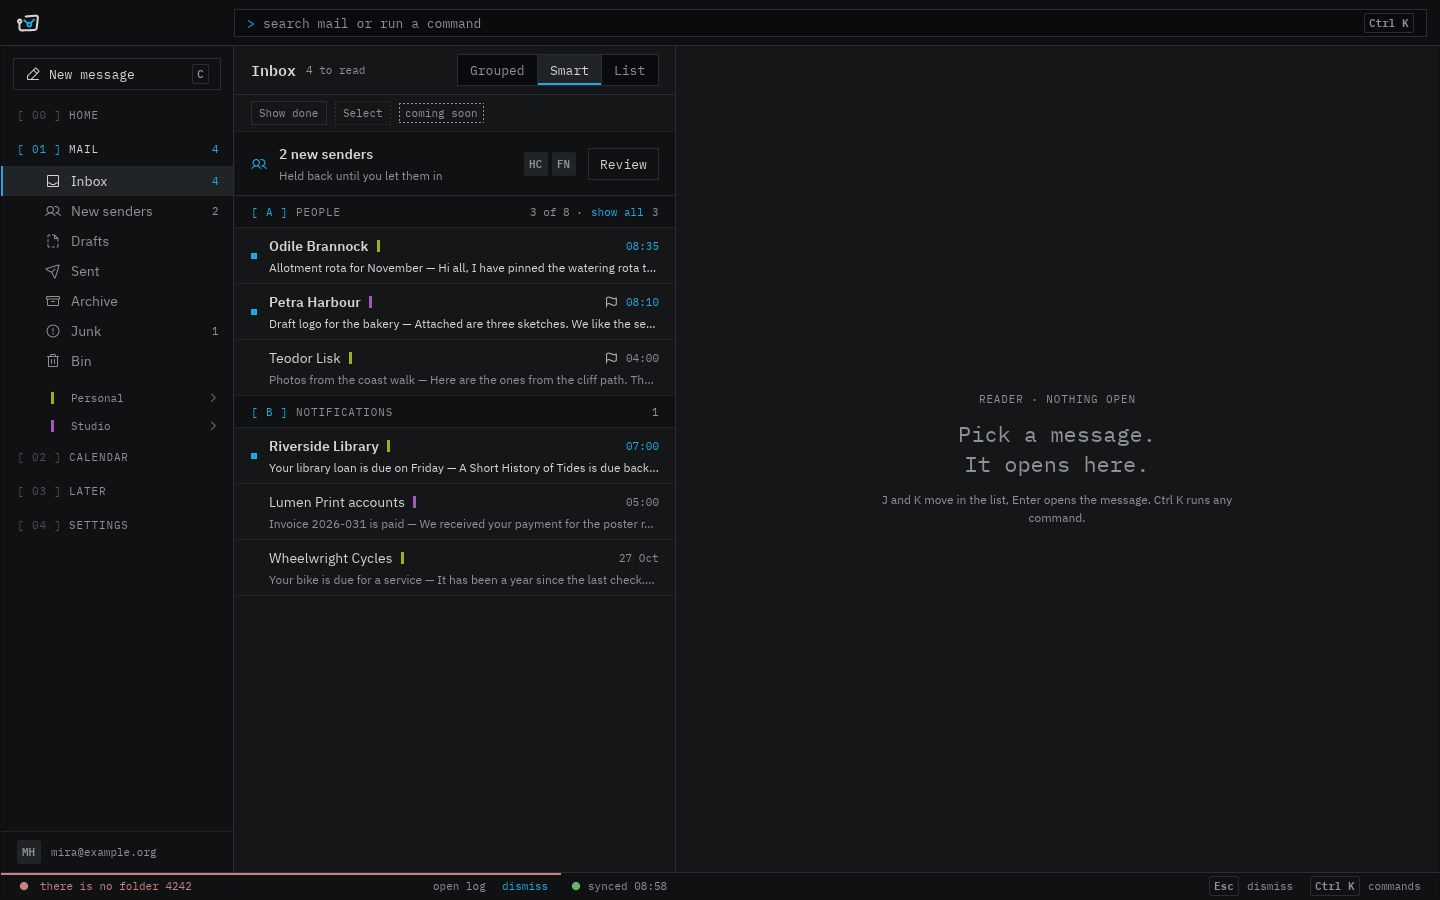 > search mail or run a command Ctrl K
New message C
[ 00 ] HOME
[ 01 ] MAIL 4
Inbox 4
New senders 2
Drafts
Sent
Archive
Junk 1
Bin
Personal
Studio
[ 02 ] CALENDAR
[ 03 ] LATER
[ 04 ] SETTINGS
MH mira@example.org
Inbox 4 to read Grouped Smart List
Show done Select coming soon
2 new senders
Held back until you let them in
HC FN Review
[ A ] PEOPLE 3 of 8 · show all 3
Odile Brannock 08:35
Allotment rota for November — Hi all, I have pinned the watering rota t...
Petra Harbour 08:10
Draft logo for the bakery — Attached are three sketches. We like the se...
Teodor Lisk 04:00
Photos from the coast walk — Here are the ones from the cliff path. Th...
[ B ] NOTIFICATIONS 1
Riverside Library 07:00
Your library loan is due on Friday — A Short History of Tides is due back...
Lumen Print accounts 05:00
Invoice 2026-031 is paid — We received your payment for the poster r...
Wheelwright Cycles 27 Oct
Your bike is due for a service — It has been a year since the last check....
READER · NOTHING OPEN
Pick a message.
It opens here.
J and K move in the list, Enter opens the message. Ctrl K runs any
command.
there is no folder 4242 open log dismiss synced 08:58 Esc dismiss Ctrl K commands